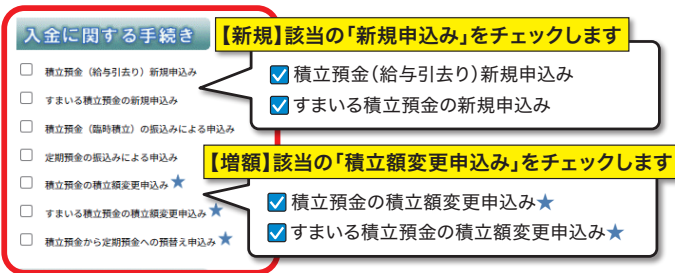 入金に関する手続き
積立預金（給与引去り）新規申込み
すまいる積立預金の新規申込み
積立預金（臨時積立）の振込みによる申込み
定期預金の振込みによる申込み
積立預金の積立額変更申込み★
すまいる積立預金の積立額変更申込み★
積立預金から定期預金への預替え申込み★
【新規】該当の「新規申込み」をチェックします
積立預金（給与引去り）新規申込み
すまいる積立預金の新規申込み
【増額】該当の「積立額変更申込み」をチェックします
積立預金の積立額変更申込み★
すまいる積立預金の積立額変更申込み★